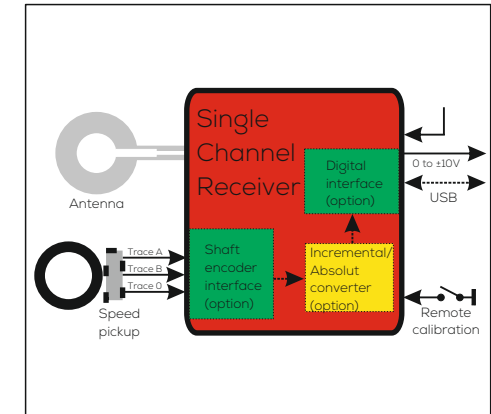 Single
Channel
Receiver
Digital
interface
(option)
0 to ±10V
USB
Antenna
Trace A
Trace B
Trace 0
Shaft
encoder
interface
(option)
Incremental/
Absolut
converter
(option)
Speed
pickup
Remote
calibration